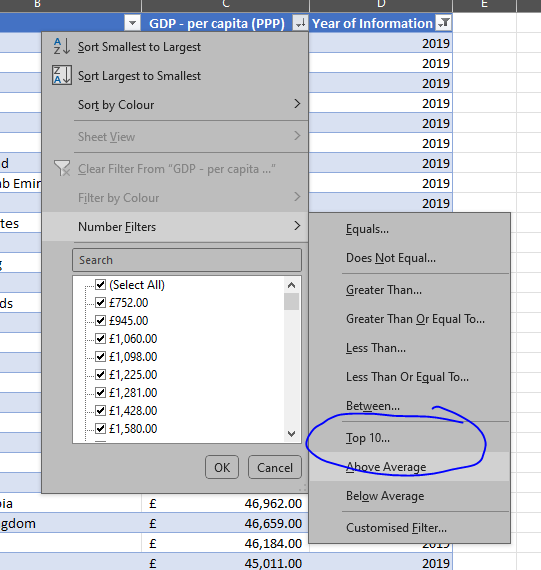 B C D E
GDP - per capita (PPP) Year of Information
2019
2019
2019
2019
2019
2019
2019
2019
2019
Sort Smallest to Largest
Sort Largest to Smallest
Sort by Colour
Sheet View
Clear Filter From "GDP - per capita ..."
Filter by Colour
Number Filters
Search
(Select All)
£752.00
£945.00
£1,060.00
£1,098.00
£1,225.00
£1,281.00
£1,428.00
£1,580.00
OK Cancel
Equals...
Does Not Equal...
Greater Than...
Greater Than Or Equal To...
Less Than...
Less Than Or Equal To...
Between...
Top 10...
Above Average
Below Average
Customised Filter...
d
ab Emir
tes
g
ds
bia £ 46,962.00
ngdom £ 46,659.00
£ 46,184.00 2019
£ 45,011.00 2019